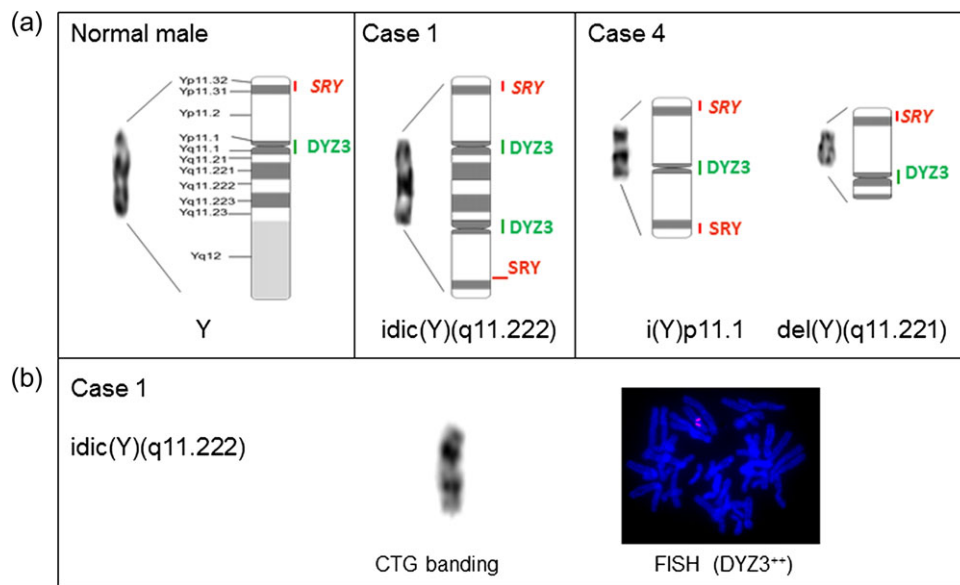 (a)
Normal male
Yp11.32
Yp11.31
Yp11.2
Yp11.1
Yq11.1
Yq11.21
Yq11.221
Yq11.222
Yq11.223
Yq11.23
Yq12
SRY
DYZ3
Y
Case 1
SRY
DYZ3
DYZ3
SRY
idic(Y)(q11.222)
Case 4
SRY
DYZ3
SRY
i(Y)p11.1
SRY
DYZ3
del(Y)(q11.221)
(b)
Case 1
idic(Y)(q11.222)
CTG banding
FISH (DYZ3⁺⁺)